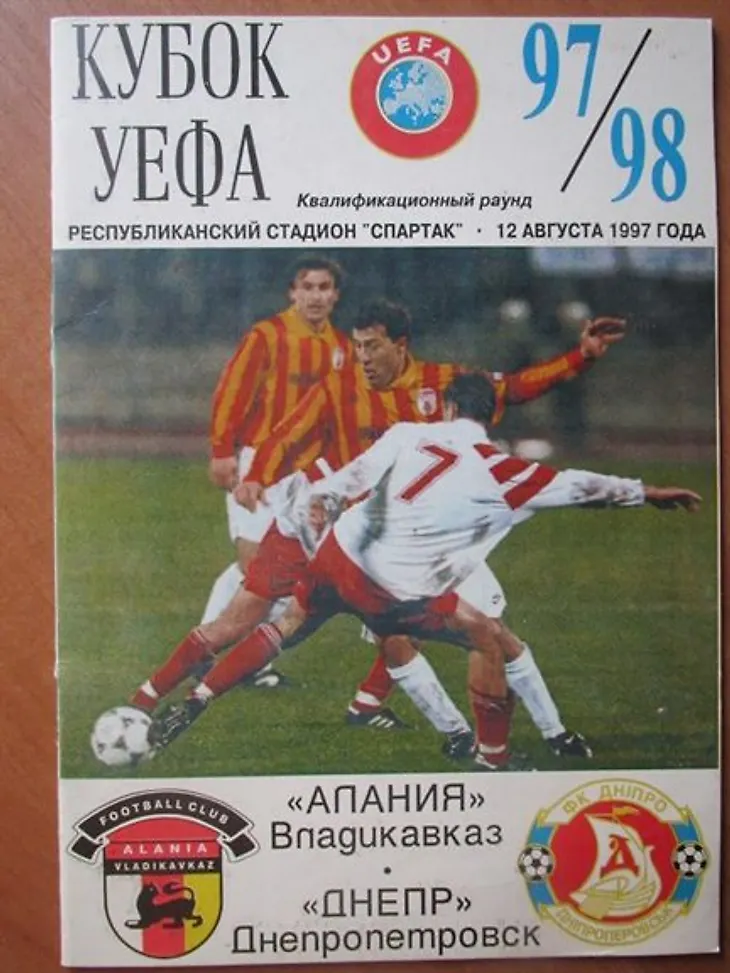 КУБОК
УЕФА
UEFA
97/98
Квалификационный раунд
РЕСПУБЛИКАНСКИЙ СТАДИОН "СПАРТАК" · 12 АВГУСТА 1997 ГОДА
7
«АЛАНИЯ»
Владикавказ
·
«ДНЕПР»
Днепропетровск
FOOTBALL CLUB
ALANIA
VLADIKAVKAZ
ФК ДНІПРО
Д
ДНІПРОПЕРОВСЬК